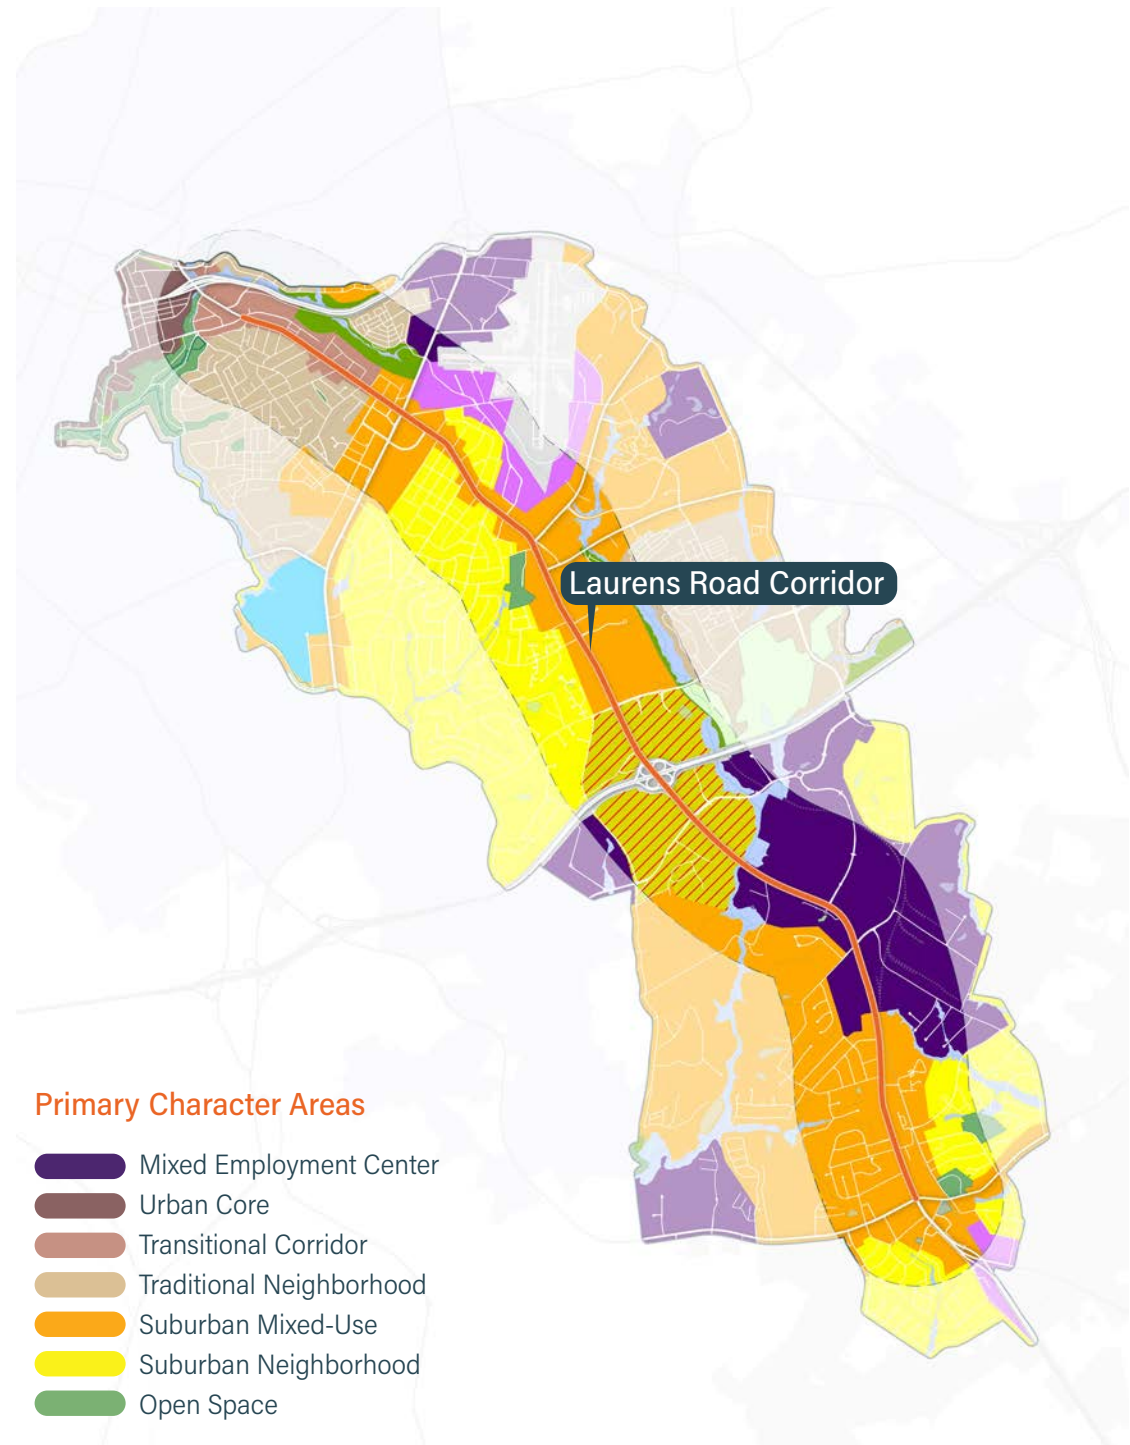 Laurens Road Corridor
Primary Character Areas
Mixed Employment Center
Urban Core
Transitional Corridor
Traditional Neighborhood
Suburban Mixed-Use
Suburban Neighborhood
Open Space